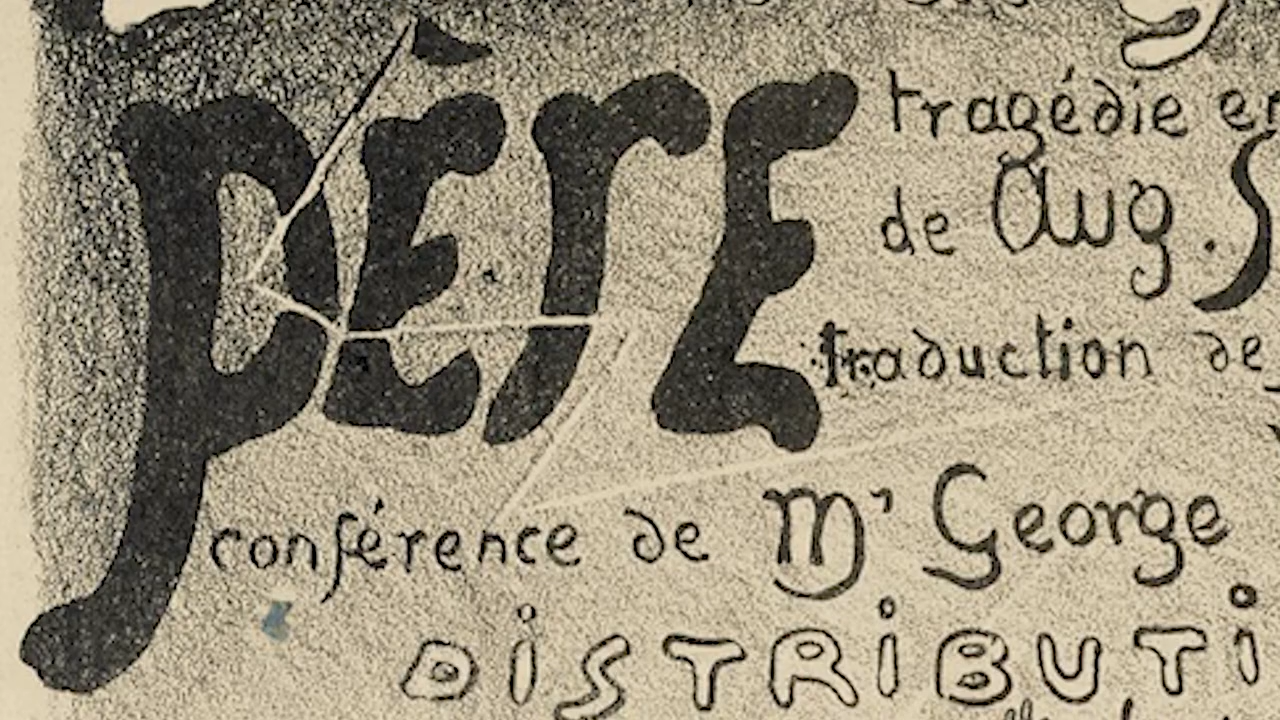 PÈrE
tragédie en
de Aug. S
traduction de
conférence de Mr George
DiSTRiBUTi